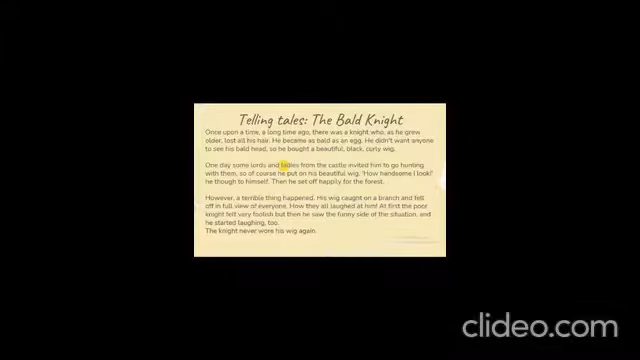 Telling tales: The Bald Knight
Once upon a time, a long time ago, there was a knight who, as he grew
older, lost all his hair. He became as bald as an egg. He didn't want anyone
to see his bald head, so he bought a beautiful, black, curly wig.
One day some lords and ladies from the castle invited him to go hunting
with them, so of course he put on his beautiful wig. 'How handsome I look!'
he though to himself. Then he set off happily for the forest.
However, a terrible thing happened. His wig caught on a branch and fell
off in full view of everyone. How they all laughed at him! At first the poor
knight felt very foolish but then he saw the funny side of the situation, and
he started laughing, too.
The knight never wore his wig again.
clideo.com